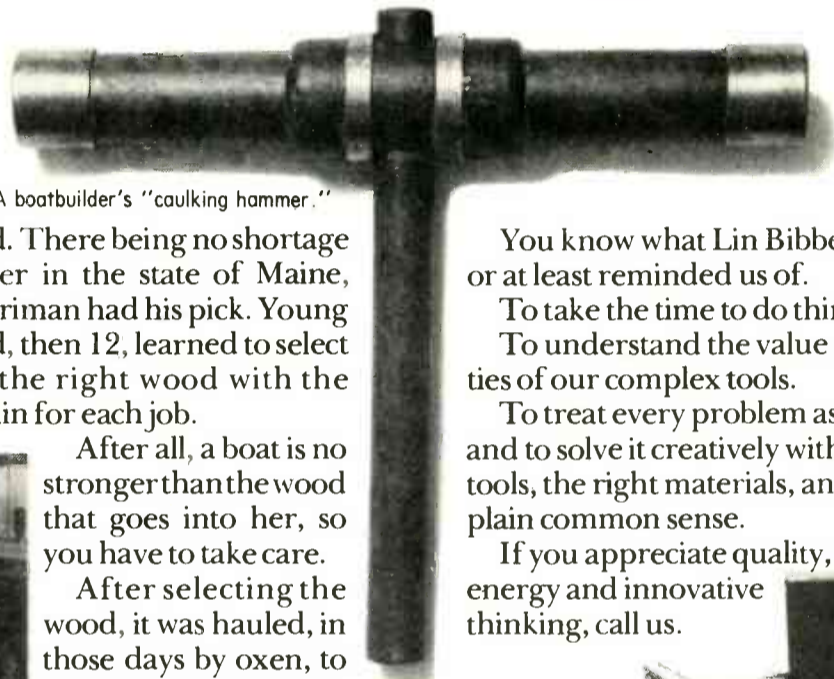 A boatbuilder's "caulking hammer."
There being no shortage
in the state of Maine,
had his pick. Young
then 12, learned to select
the right wood with the
for each job.
After all, a boat is no
stronger than the wood
that goes into her, so
you have to take care.
After selecting the
wood, it was hauled, in
those days by oxen, to
You know what Lin
or at least reminded us of.
To take the time to do
To understand the value
ties of our complex tools.
To treat every problem as
and to solve it creatively with
tools, the right materials,
plain common sense.
If you appreciate quality,
energy and innovative
thinking, call us.